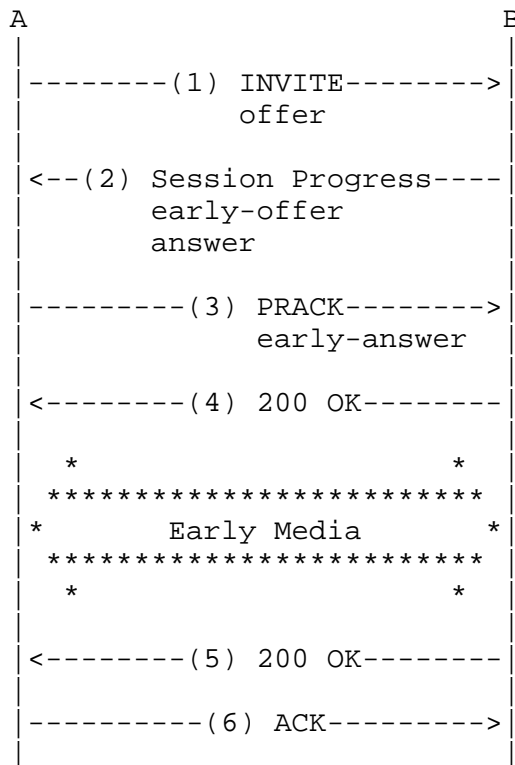 A B
|--------(1) INVITE-------->|
offer
|<--(2) Session Progress----|
early-offer
answer
|---------(3) PRACK-------->|
early-answer
|<--------(4) 200 OK--------|
* *
*************************
|* Early Media *|
*************************
* *
|<--------(5) 200 OK--------|
|----------(6) ACK--------->|